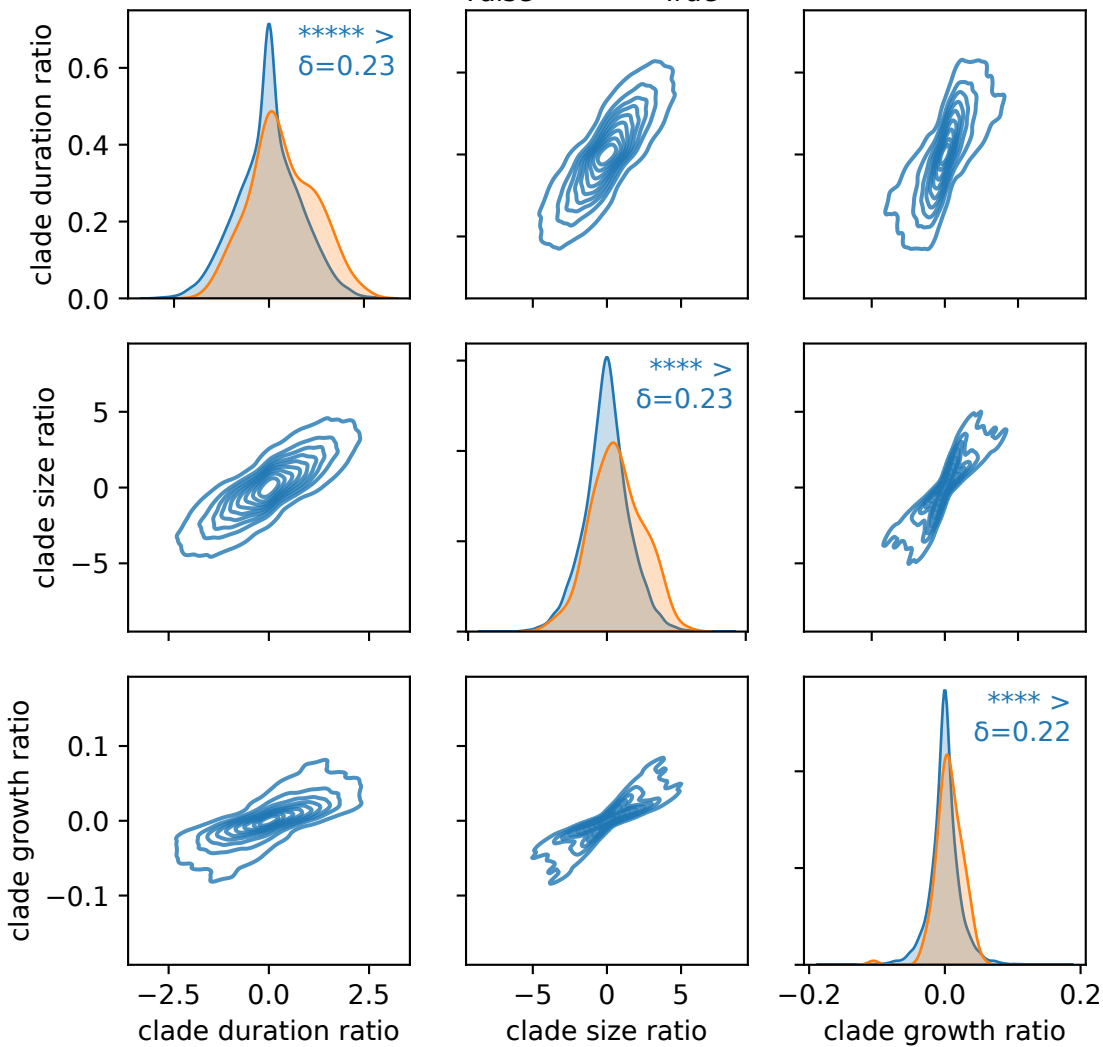 clade duration ratio
0.6
0.4
0.2
0.0
***** >
δ=0.23
clade size ratio
5
0
−5
**** >
δ=0.23
clade growth ratio
0.1
0.0
−0.1
**** >
δ=0.22
−2.5 0.0 2.5
−5 0 5
−0.2 0.0 0.2
clade duration ratio
clade size ratio
clade growth ratio